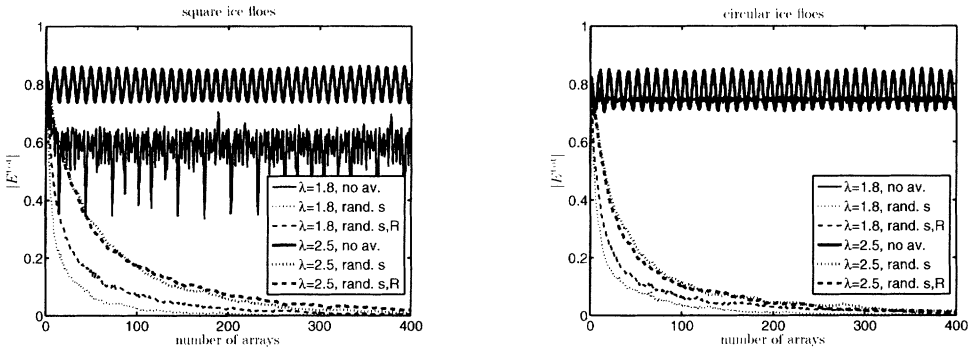 square ice floes
1
0.8
0.6
0.4
0.2
0
0
100
200
300
400
number of arrays
λ=1.8, no av.
λ=1.8, rand. s
λ=1.8, rand. s,R
λ=2.5, no av.
λ=2.5, rand. s
λ=2.5, rand. s,R
circular ice floes
1
0.8
0.6
0.4
0.2
0
0
100
200
300
400
number of arrays
λ=1.8, no av.
λ=1.8, rand. s
λ=1.8, rand. s,R
λ=2.5, no av.
λ=2.5, rand. s
λ=2.5, rand. s,R